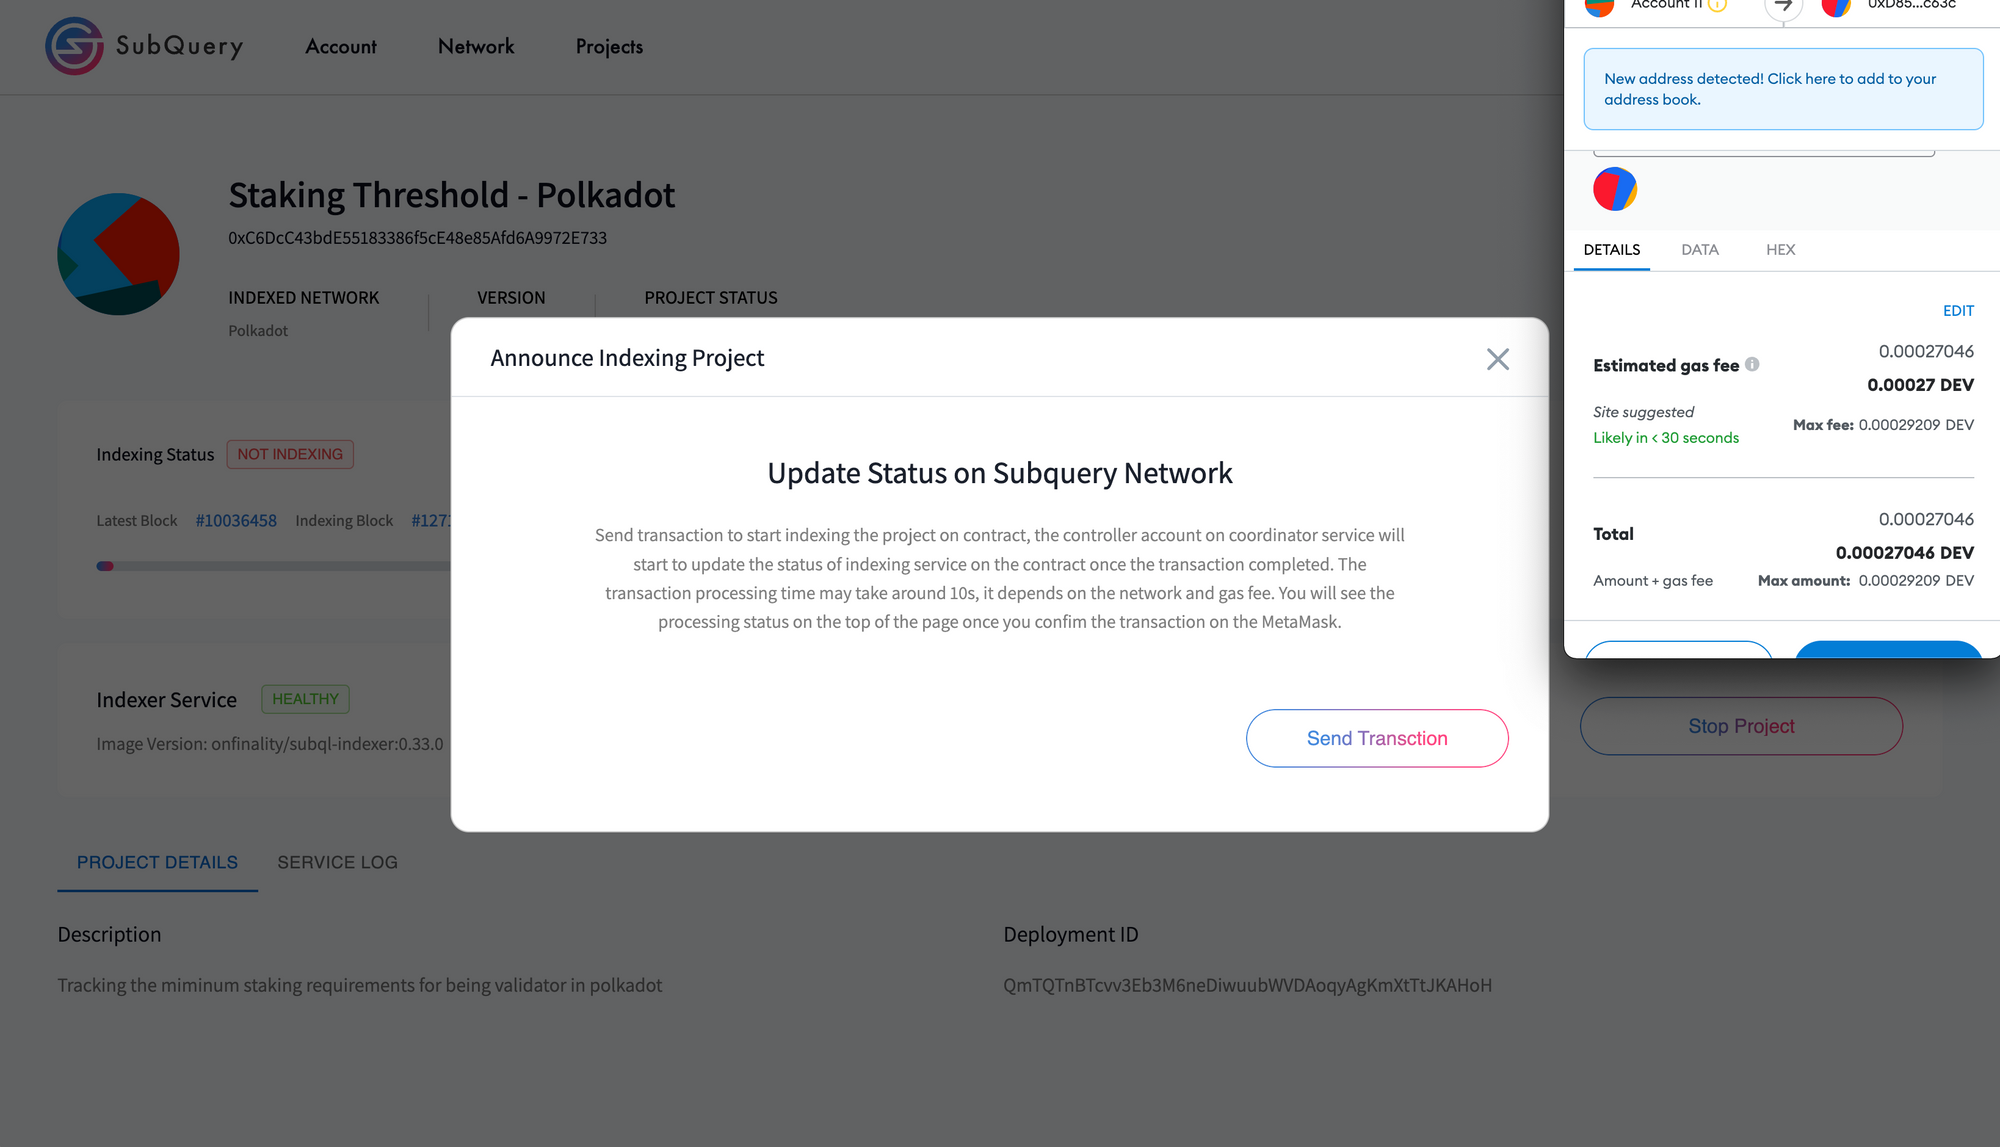 SubQuery
Account Network Projects
Account 11 0xD85...c63c
New address detected! Click here to add to your
address book.
DETAILS DATA HEX
EDIT
Estimated gas fee
0.00027046
0.00027 DEV
Site suggested
Likely in < 30 seconds
Max fee: 0.00029209 DEV
Total
0.00027046
0.00027046 DEV
Amount + gas fee
Max amount: 0.00029209 DEV
Staking Threshold - Polkadot
0xC6DcC43bdE55183386f5cE48e85Afd6A9972E733
INDEXED NETWORK VERSION PROJECT STATUS
Polkadot
Announce Indexing Project
Update Status on Subquery Network
Send transaction to start indexing the project on contract, the controller account on coordinator service will
start to update the status of indexing service on the contract once the transaction completed. The
transaction processing time may take around 10s, it depends on the network and gas fee. You will see the
processing status on the top of the page once you confim the transaction on the MetaMask.
Send Transction
Indexing Status NOT INDEXING
Latest Block #10036458 Indexing Block
Indexer Service HEALTHY
Image Version: onfinality/subql-indexer:0.33.0
Stop Project
PROJECT DETAILS SERVICE LOG
Description
Tracking the miminum staking requirements for being validator in polkadot
Deployment ID
QmTQTnBTcvv3Eb3M6neDiwuubWVDAoqyAgKmXtTtJKAHoH